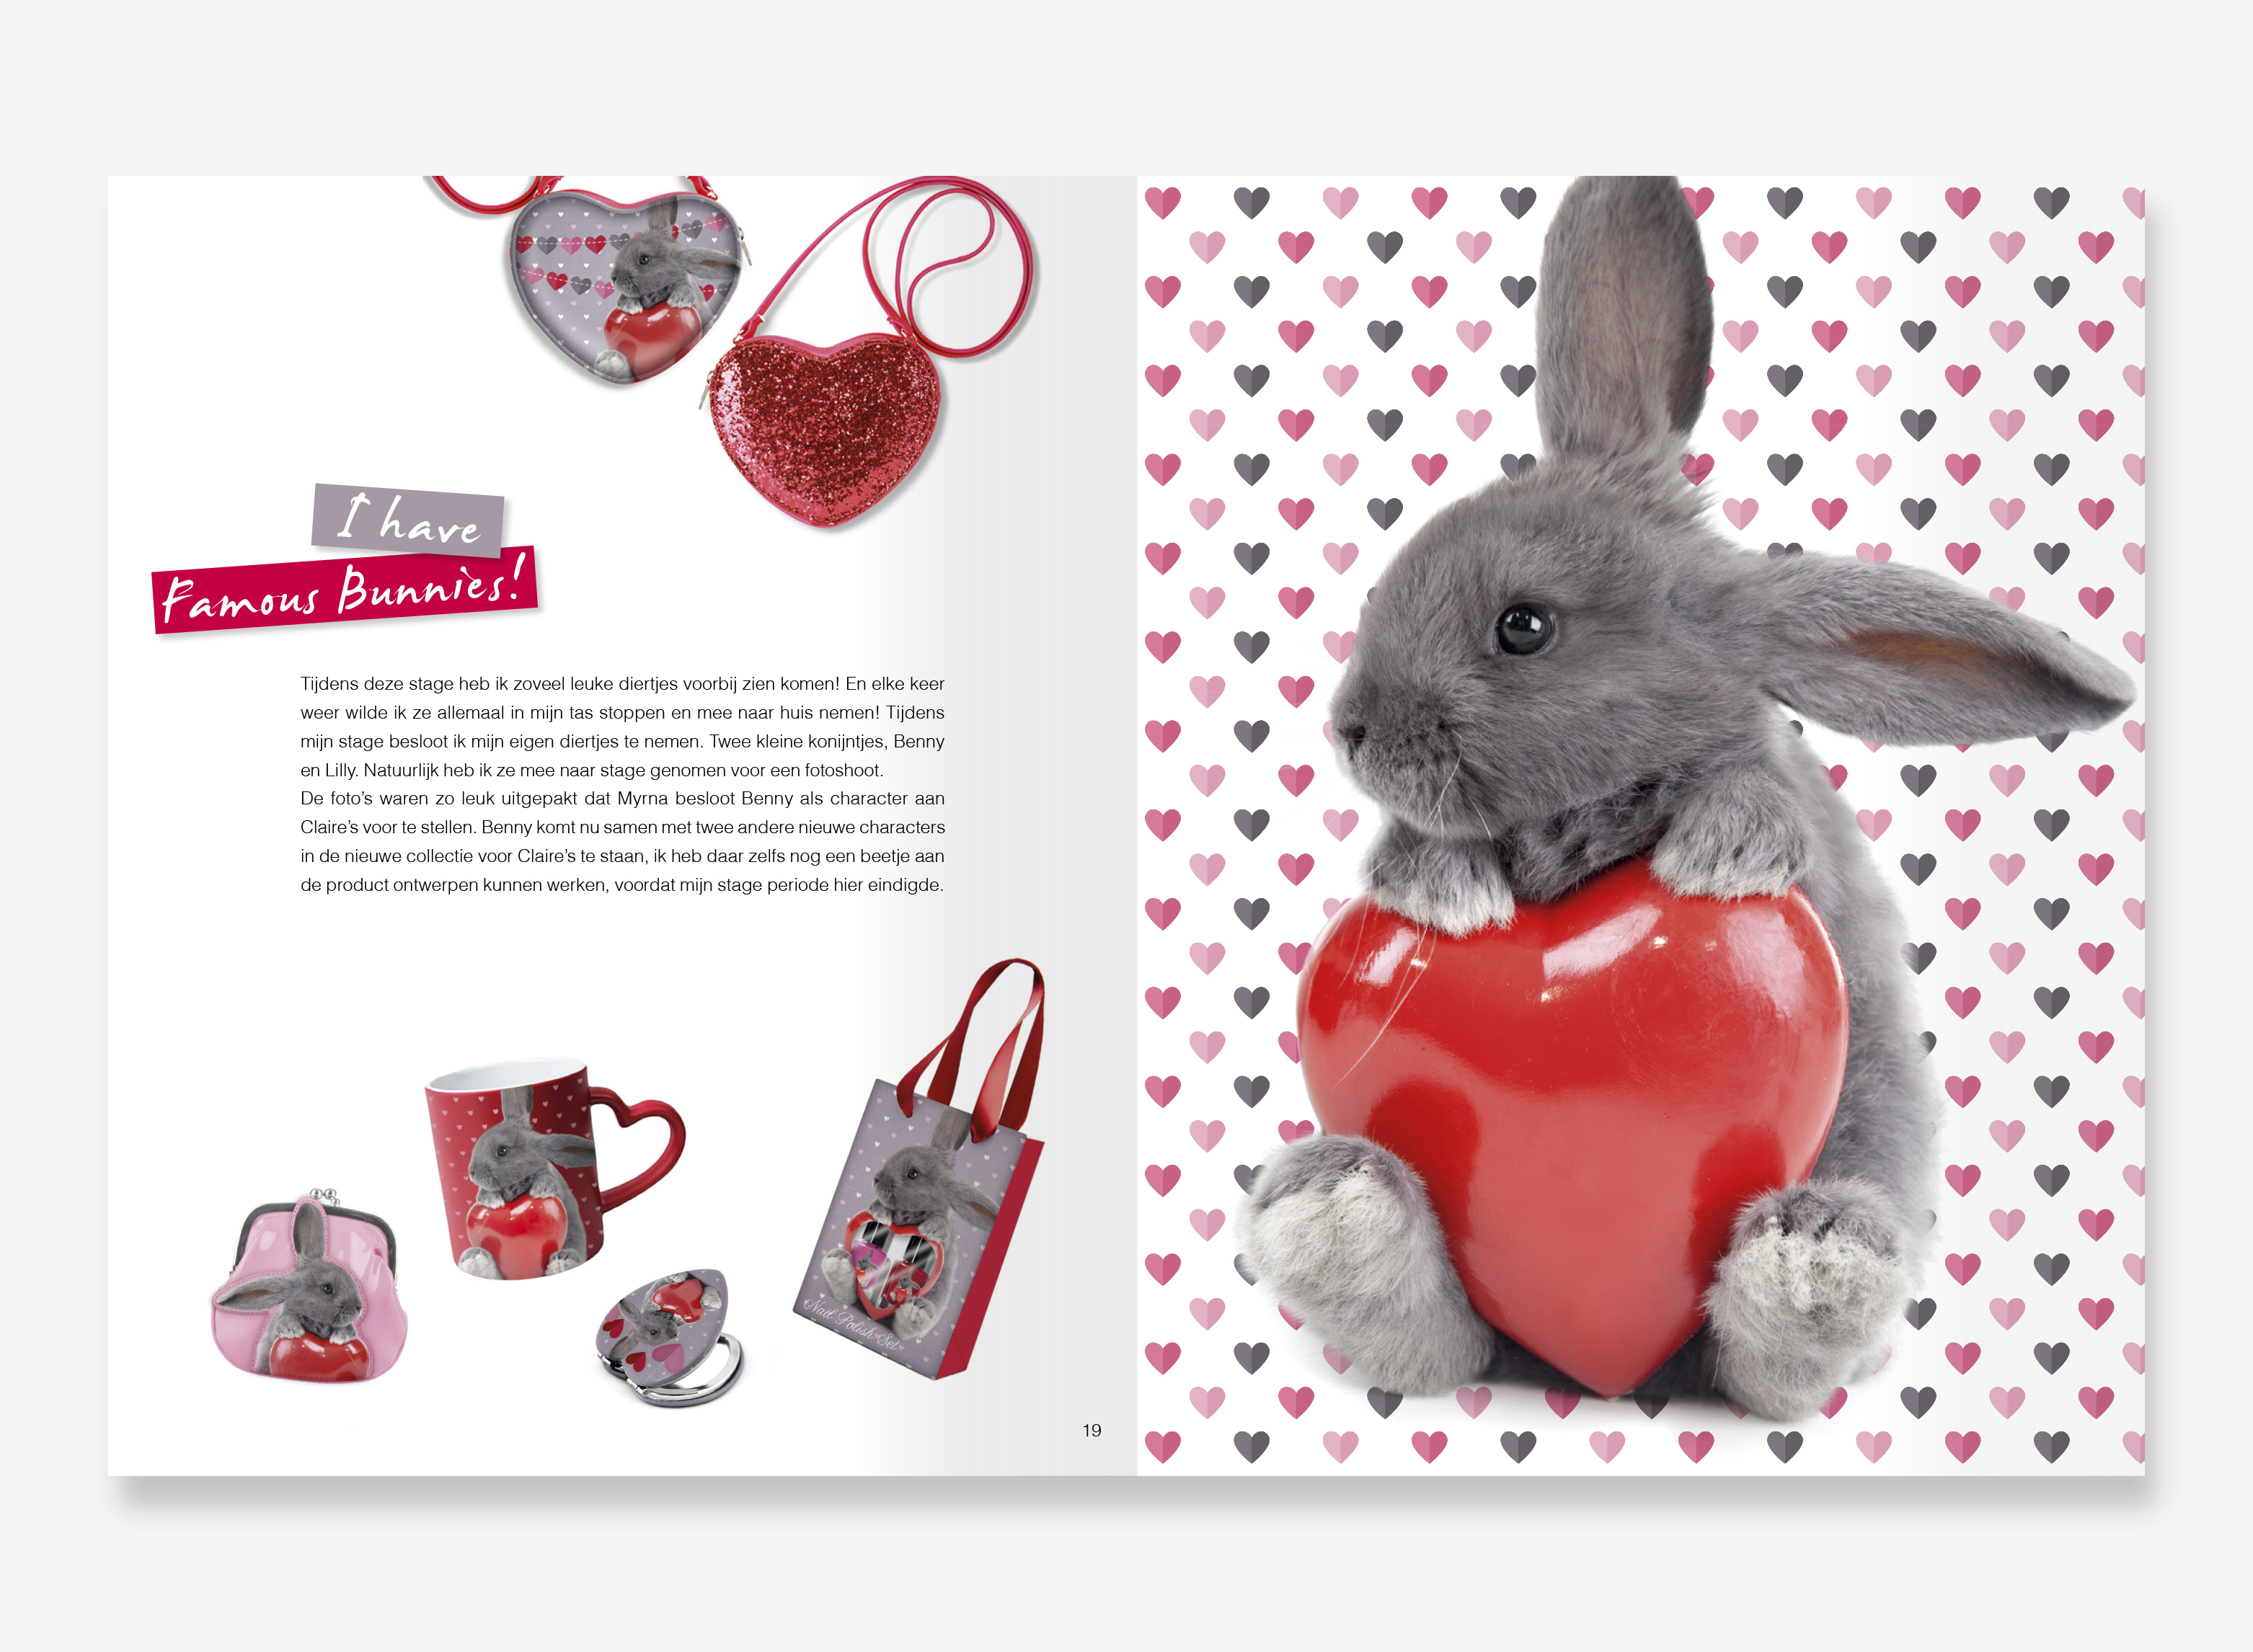 I have
Famous Bunnies!
Tijdens deze stage heb ik zoveel leuke diertjes voorbij zien komen! En elke keer
weer wilde ik ze allemaal in mijn tas stoppen en mee naar huis nemen! Tijdens
mijn stage besloot ik mijn eigen diertjes te nemen. Twee kleine konijntjes, Benny
en Lilly. Natuurlijk heb ik ze mee naar stage genomen voor een fotoshoot.
De foto's waren zo leuk uitgepakt dat Myrna besloot Benny als character aan
Claire's voor te stellen. Benny komt nu samen met twee andere nieuwe characters
in de nieuwe collectie voor Claire's te staan, ik heb daar zelfs nog een beetje aan
de product ontwerpen kunnen werken, voordat mijn stage periode hier eindigde.
Nail Polish Set
19